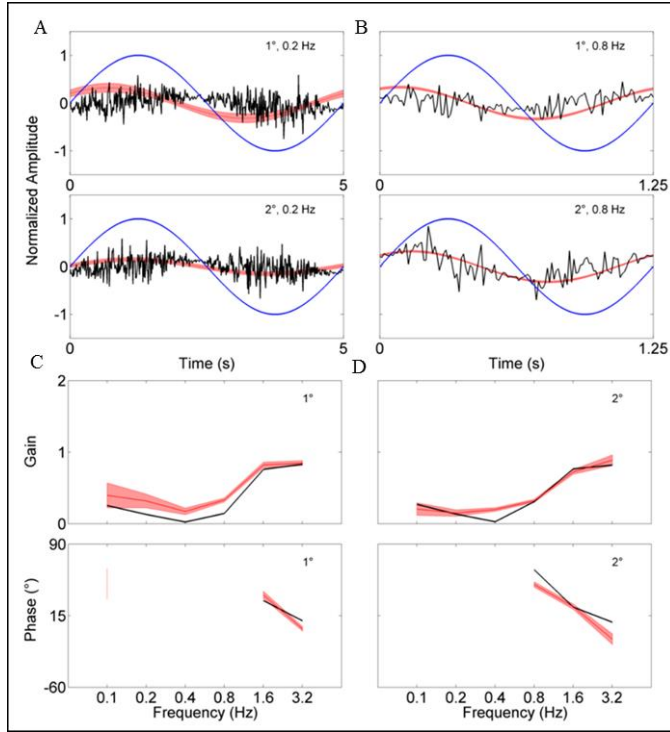 A
B
1°, 0.2 Hz
1°, 0.8 Hz
1
0
-1
0
5
0
1.25
Normalized Amplitude
2°, 0.2 Hz
2°, 0.8 Hz
1
0
-1
0
5
0
1.25
Time (s)
Time (s)
C
D
2
1
0
Gain
1°
2°
90
15
-60
Phase (°)
1°
2°
0.1 0.2 0.4 0.8 1.6 3.2
0.1 0.2 0.4 0.8 1.6 3.2
Frequency (Hz)
Frequency (Hz)